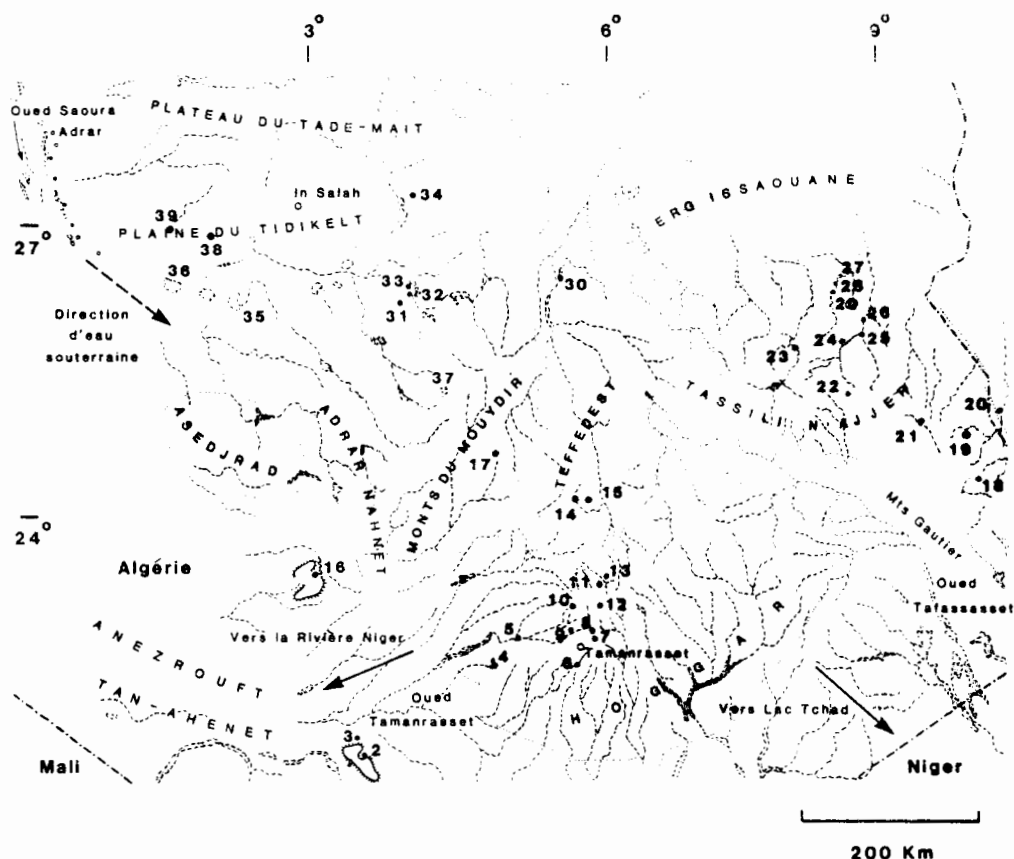 3°
6°
9°
Oued Saoura
Adrar
PLATEAU DU TADE-MAIT
In Salah
34
ERG ISSAOUANE
39
PLAINE DU TIDIKELT
38
27°
36
33
32
31
30
27
28
29
26
25
24
23
22
Direction
d'eau
souterraine
35
37
ASEDJRAD
ADRAR NAHNET
MONTS DU MOUYDIR
TEFFEDEST
TASSILI N'AJJER
20
21
19
18
17
14
15
24°
Mts Gautier
Algérie
16
11
13
10
12
Oued
Tafassasset
Vers la Rivière Niger
5
9
8
7
Tamanrasset
4
6
ANEZROUFT
TAN-AHENET
Oued
Tamanrasset
HOGGAR
Vers Lac Tchad
3
2
Mali
Niger
200 Km